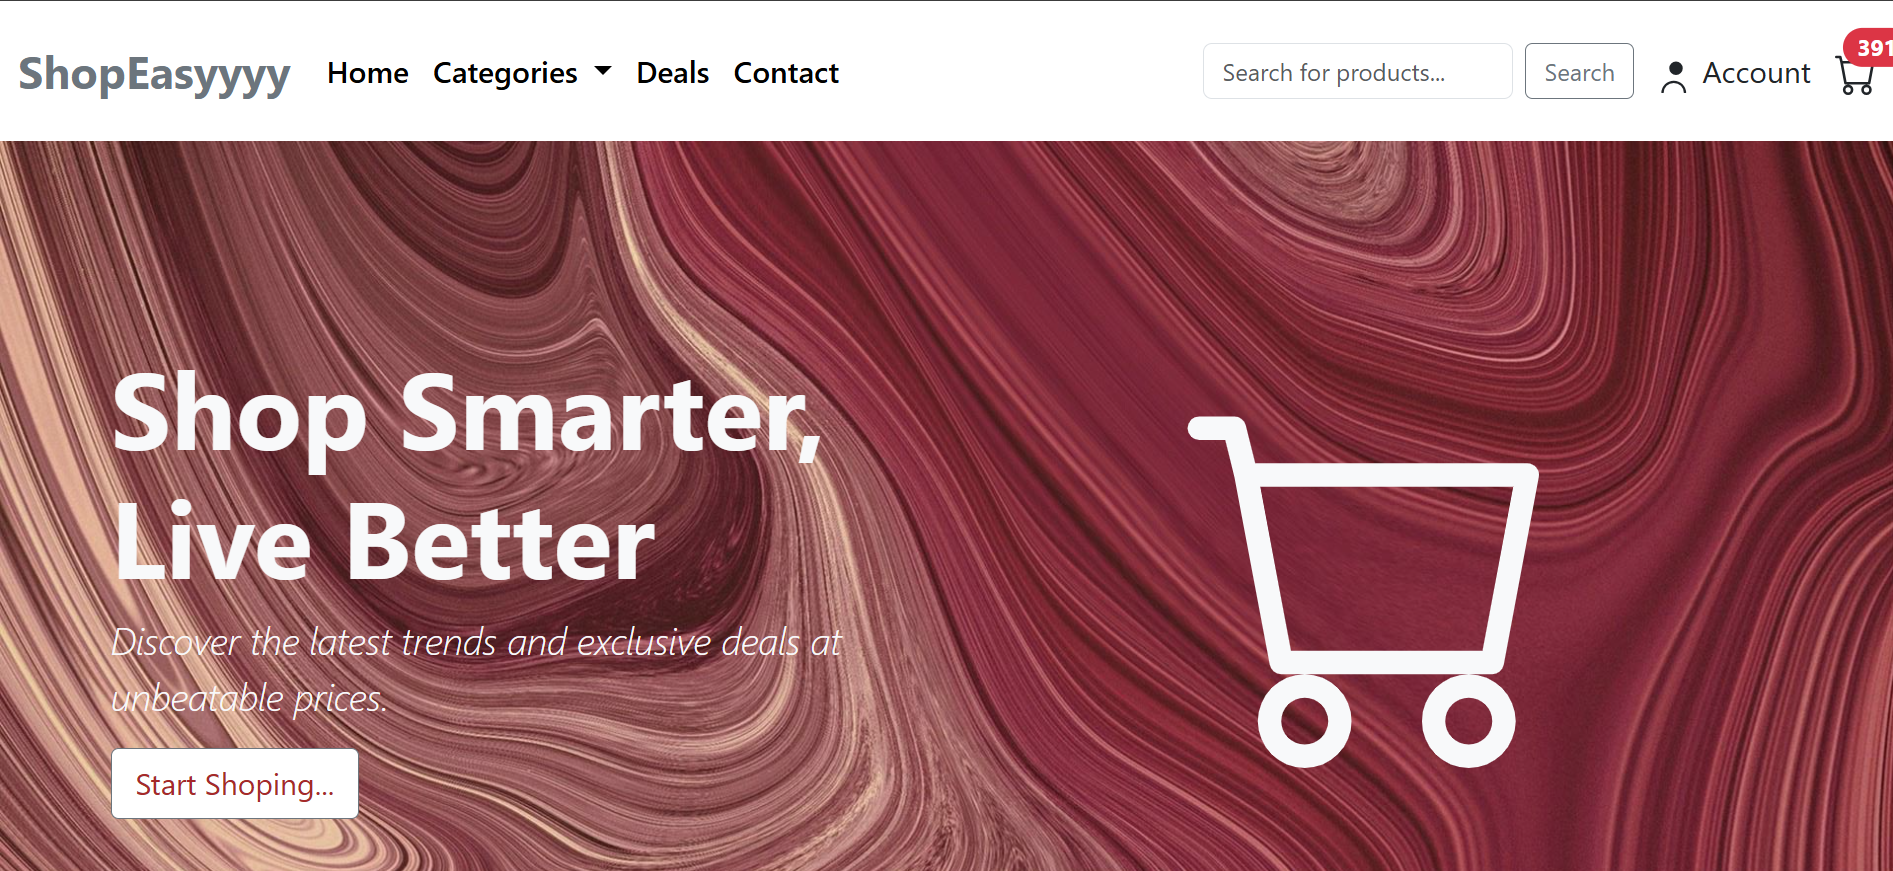 ShopEasyyyy Home Categories Deals Contact Search for products... Search Account 391
Shop Smarter,
Live Better
Discover the latest trends and exclusive deals at
unbeatable prices.
Start Shoping...